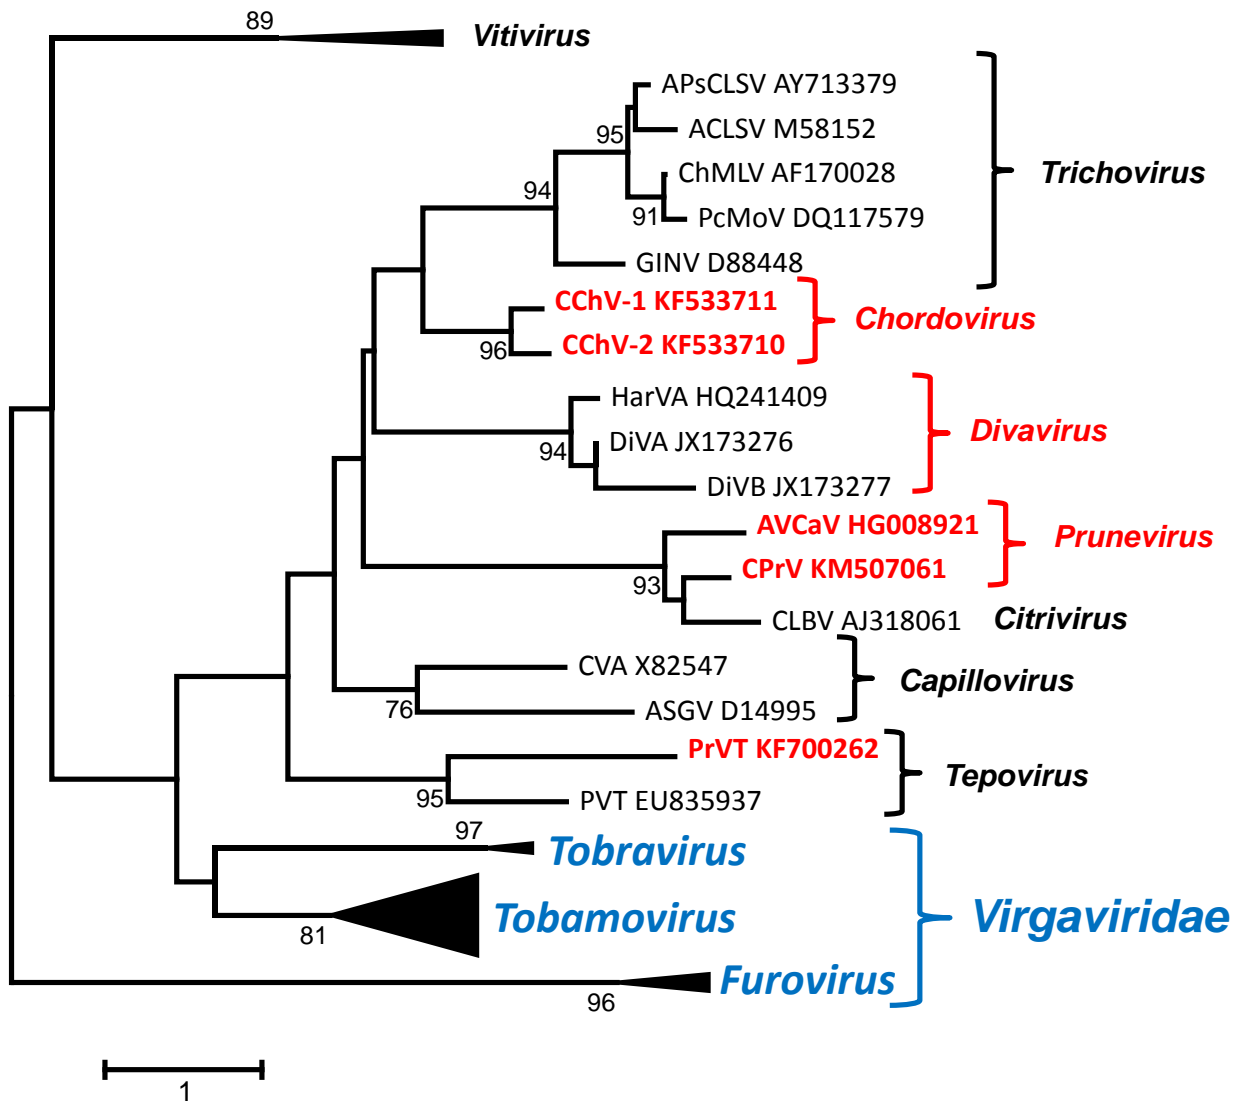 89
Vitivirus
APsCLSV AY713379
ACLSV M58152
95
ChMLV AF170028
Trichovirus
94
91
PcMoV DQ117579
GINV D88448
CChV-1 KF533711
Chordovirus
CChV-2 KF533710
96
HarVA HQ241409
Divavirus
DiVA JX173276
94
DiVB JX173277
AVCaV HG008921
Prunevirus
CPrV KM507061
93
CLBV AJ318061
Citrivirus
CVA X82547
Capillovirus
76
ASGV D14995
PrVT KF700262
Tepovirus
95
PVT EU835937
97
Tobravirus
Tobamovirus
Virgaviridae
81
Furovirus
96
1